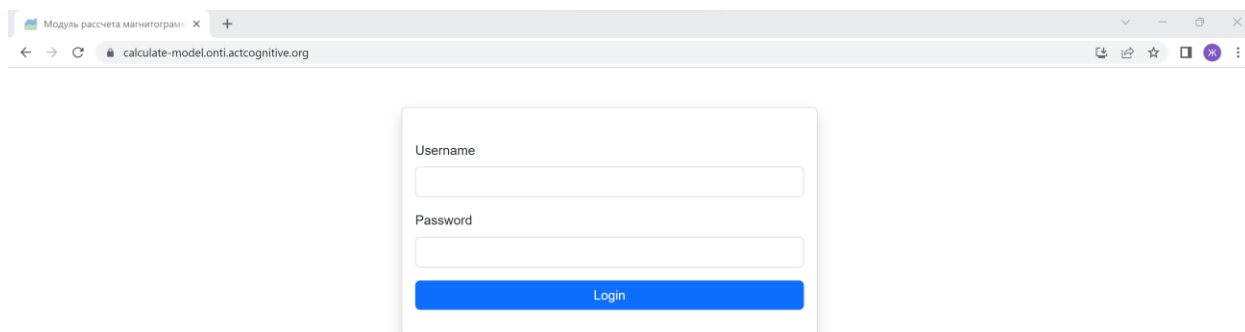 Модуль рассчета магнитограмм
calculate-model.onti.actcognitive.org
Ж
Username
Password
Login